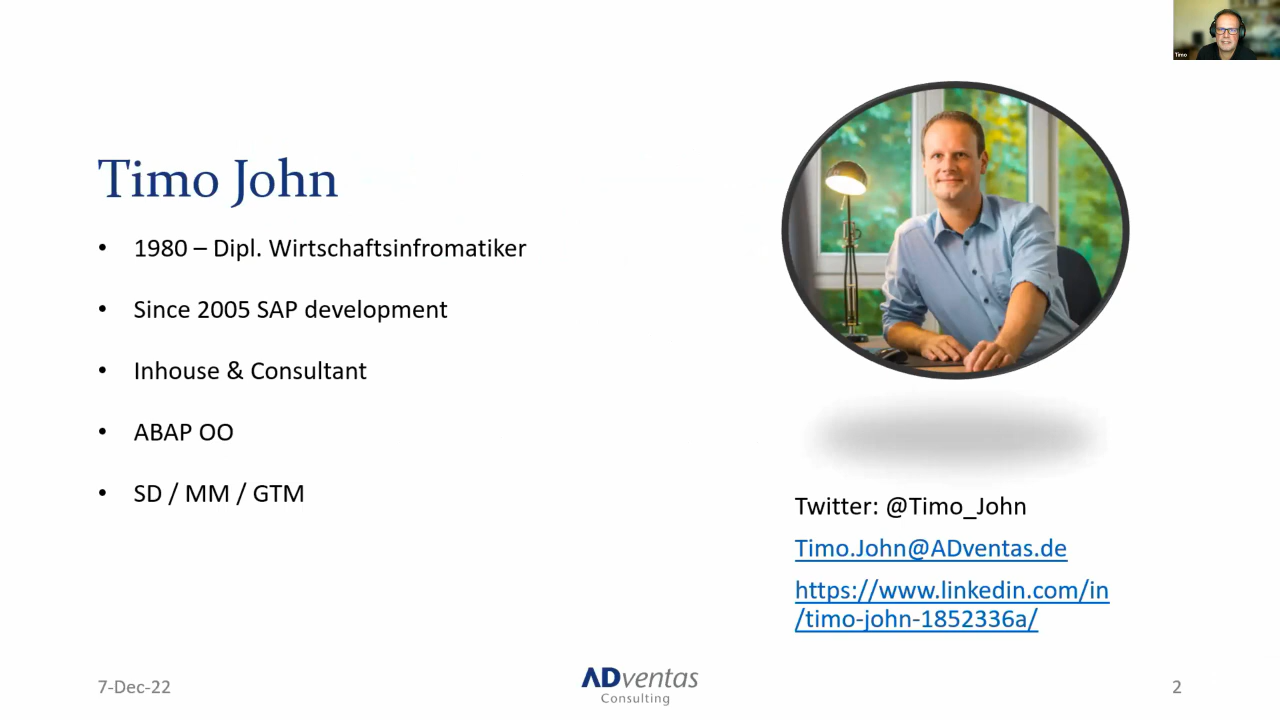 Timo
Timo John
• 1980 – Dipl. Wirtschaftsinfromatiker
• Since 2005 SAP development
• Inhouse & Consultant
• ABAP OO
• SD / MM / GTM
Twitter: @Timo_John
Timo.John@ADventas.de
https://www.linkedin.com/in
/timo-john-1852336a/
7-Dec-22
ADventas
Consulting
2